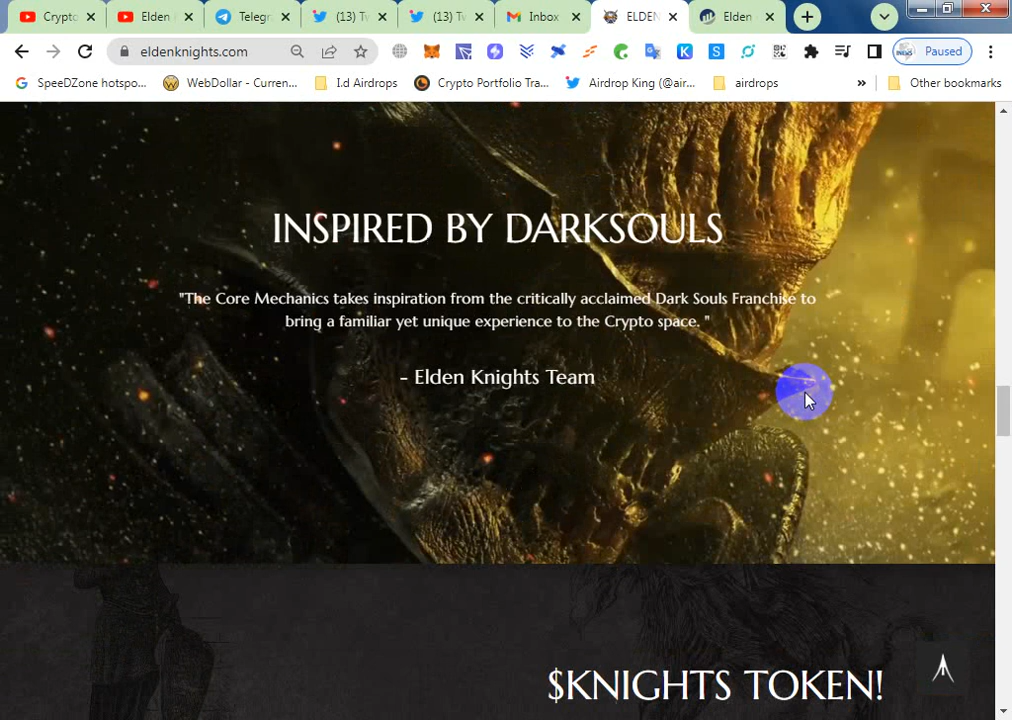 Crypto
Elden
Telegr
(13) Tw
(13) Tw
Inbox
ELDEN
Elden
eldenknights.com
Paused
SpeeDZone hotspo...
WebDollar - Curren...
I.d Airdrops
Crypto Portfolio Tra...
Airdrop King (@air...
airdrops
»
Other bookmarks
INSPIRED BY DARKSOULS
"The Core Mechanics takes inspiration from the critically acclaimed Dark Souls Franchise to
bring a familiar yet unique experience to the Crypto space. "
- Elden Knights Team
$KNIGHTS TOKEN!